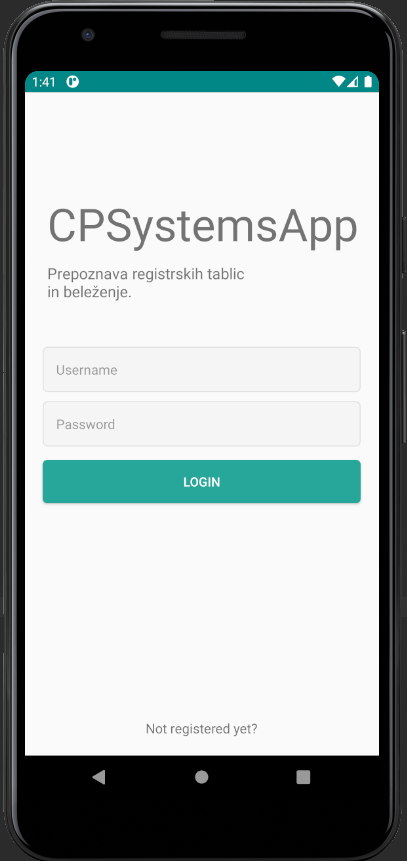 1:41
CPSystemsApp
Prepoznava registrskih tablic
in beleženje.
Username
Password
LOGIN
Not registered yet?